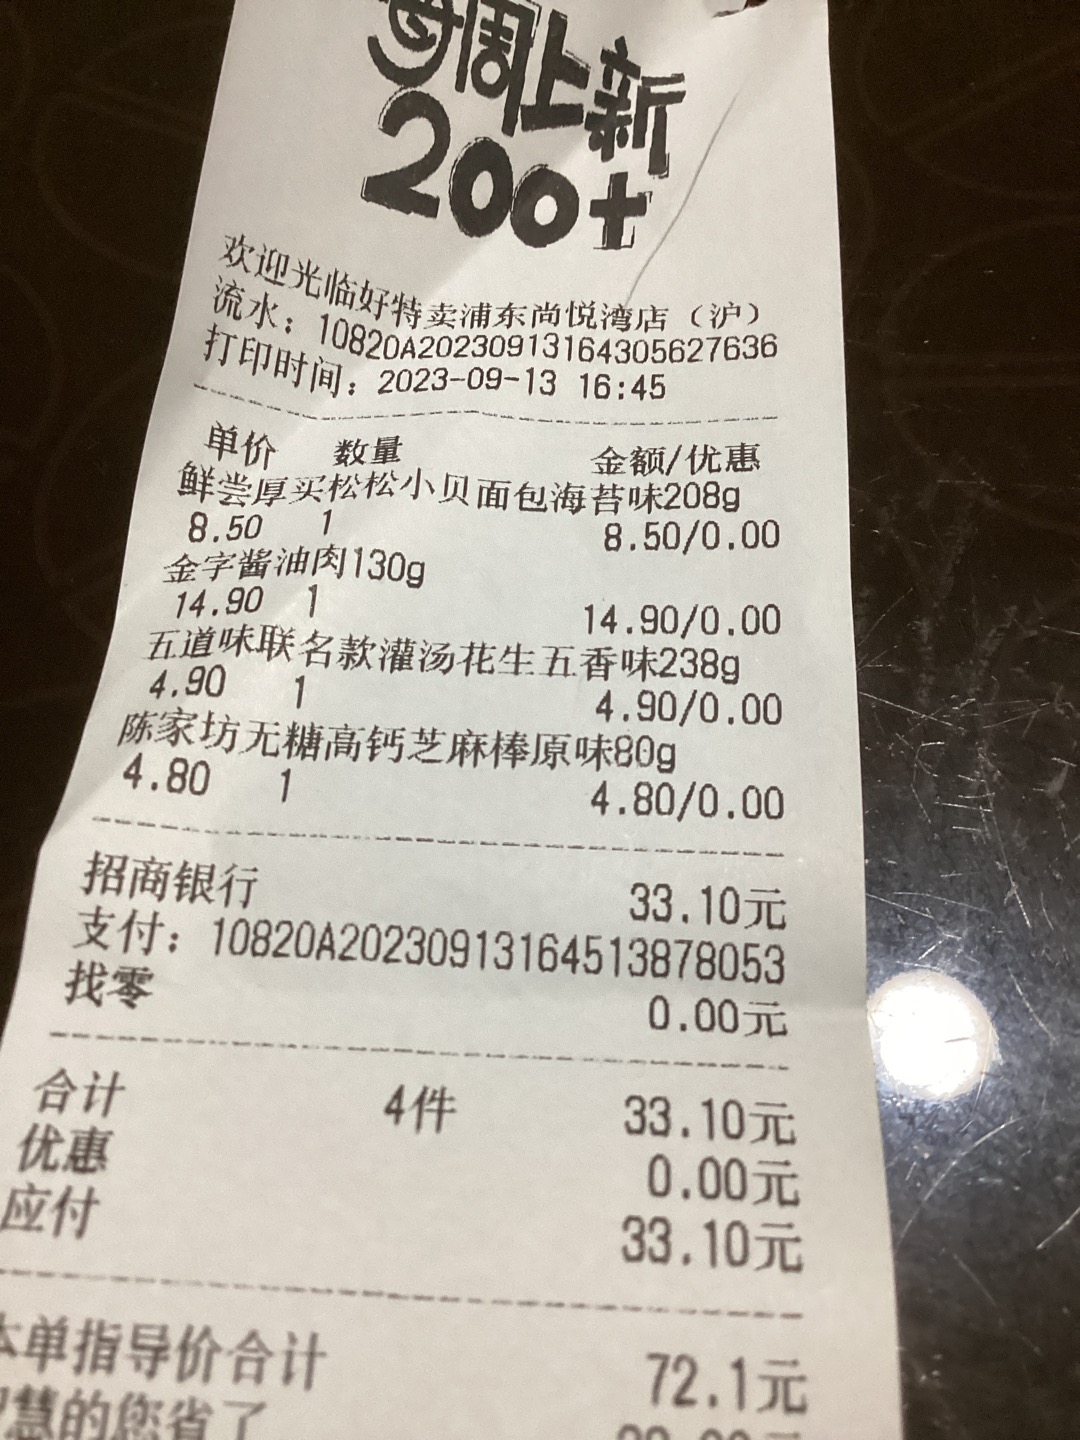 每周上新
200+
欢迎光临好特卖浦东尚悦湾店（沪）
流水：10820A20230913164305627636
打印时间：2023-09-13 16:45
单价 数量 金额/优惠
鲜尝厚买松松小贝面包海苔味208g
8.50 1 8.50/0.00
金字酱油肉130g
14.90 1 14.90/0.00
五道味联名款灌汤花生五香味238g
4.90 1 4.90/0.00
陈家坊无糖高钙芝麻棒原味80g
4.80 1 4.80/0.00
招商银行 33.10元
支付：10820A20230913164513878053
找零 0.00元
合计 4件 33.10元
优惠 0.00元
应付 33.10元
本单指导价合计 72.1元
智慧的您省了